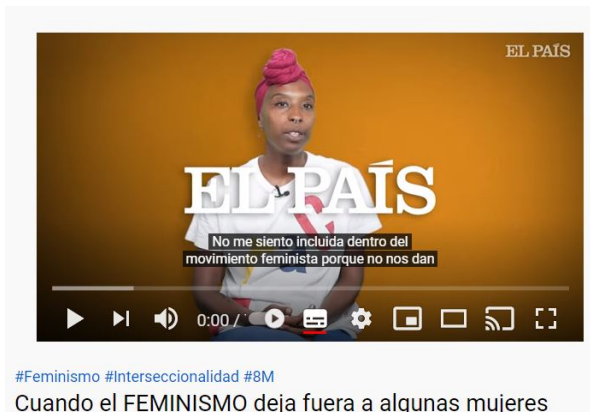 EL PAÍS
EL PAÍS
No me siento incluida dentro del
movimiento feminista porque no nos dan
0:00 /
#Feminismo #Interseccionalidad #8M
Cuando el FEMINISMO deja fuera a algunas mujeres